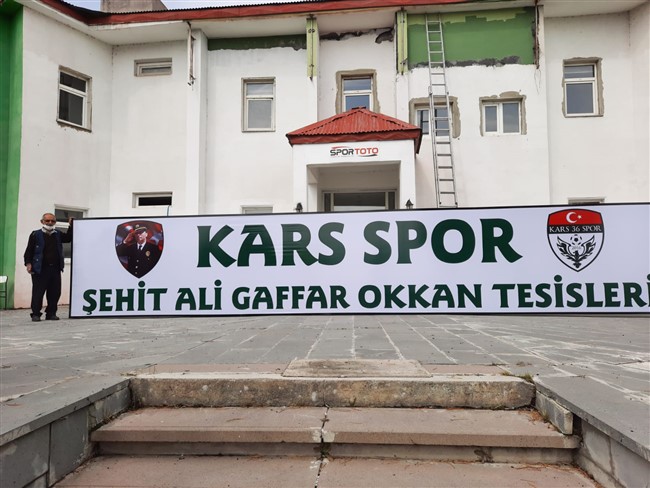 SPORTOTO
KARS SPOR
KARS 36 SPOR
ŞEHİT ALİ GAFFAR OKKAN TESİSLERİ